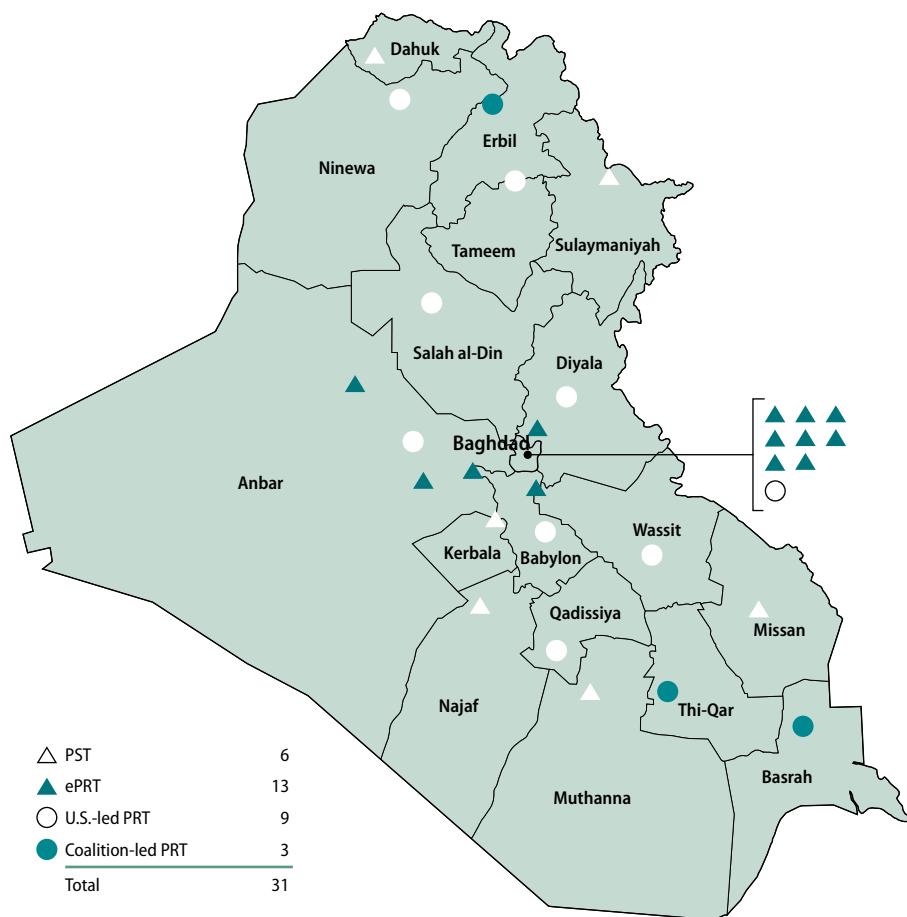 Dahuk
Erbil
Ninewa
Tameem
Sulaymaniyah
Salah al-Din
Diyala
Baghdad
Anbar
Wassit
Kerbala
Babylon
Qadissiya
Missan
Najaf
Thi-Qar
Basrah
Muthanna
PST 6
ePRT 13
U.S.-led PRT 9
Coalition-led PRT 3
Total 31